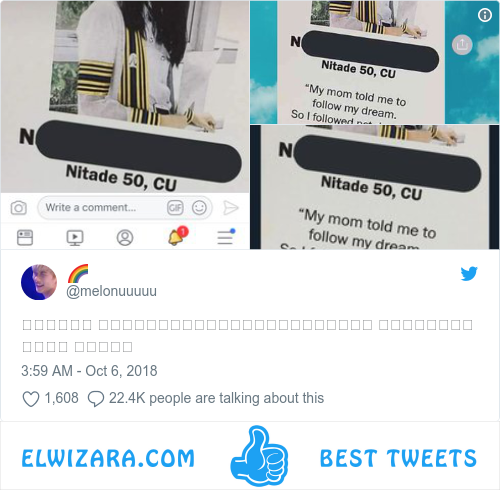 N
Nitade 50, CU
Write a comment...
GIF
1
N
Nitade 50, CU
"My mom told me to
follow my dream.
So I followed
N
Nitade 50, CU
"My mom told me to
follow my dream
@melonuuuuu
3:59 AM - Oct 6, 2018
1,608 22.4K people are talking about this
ELWIZARA.COM BEST TWEETS